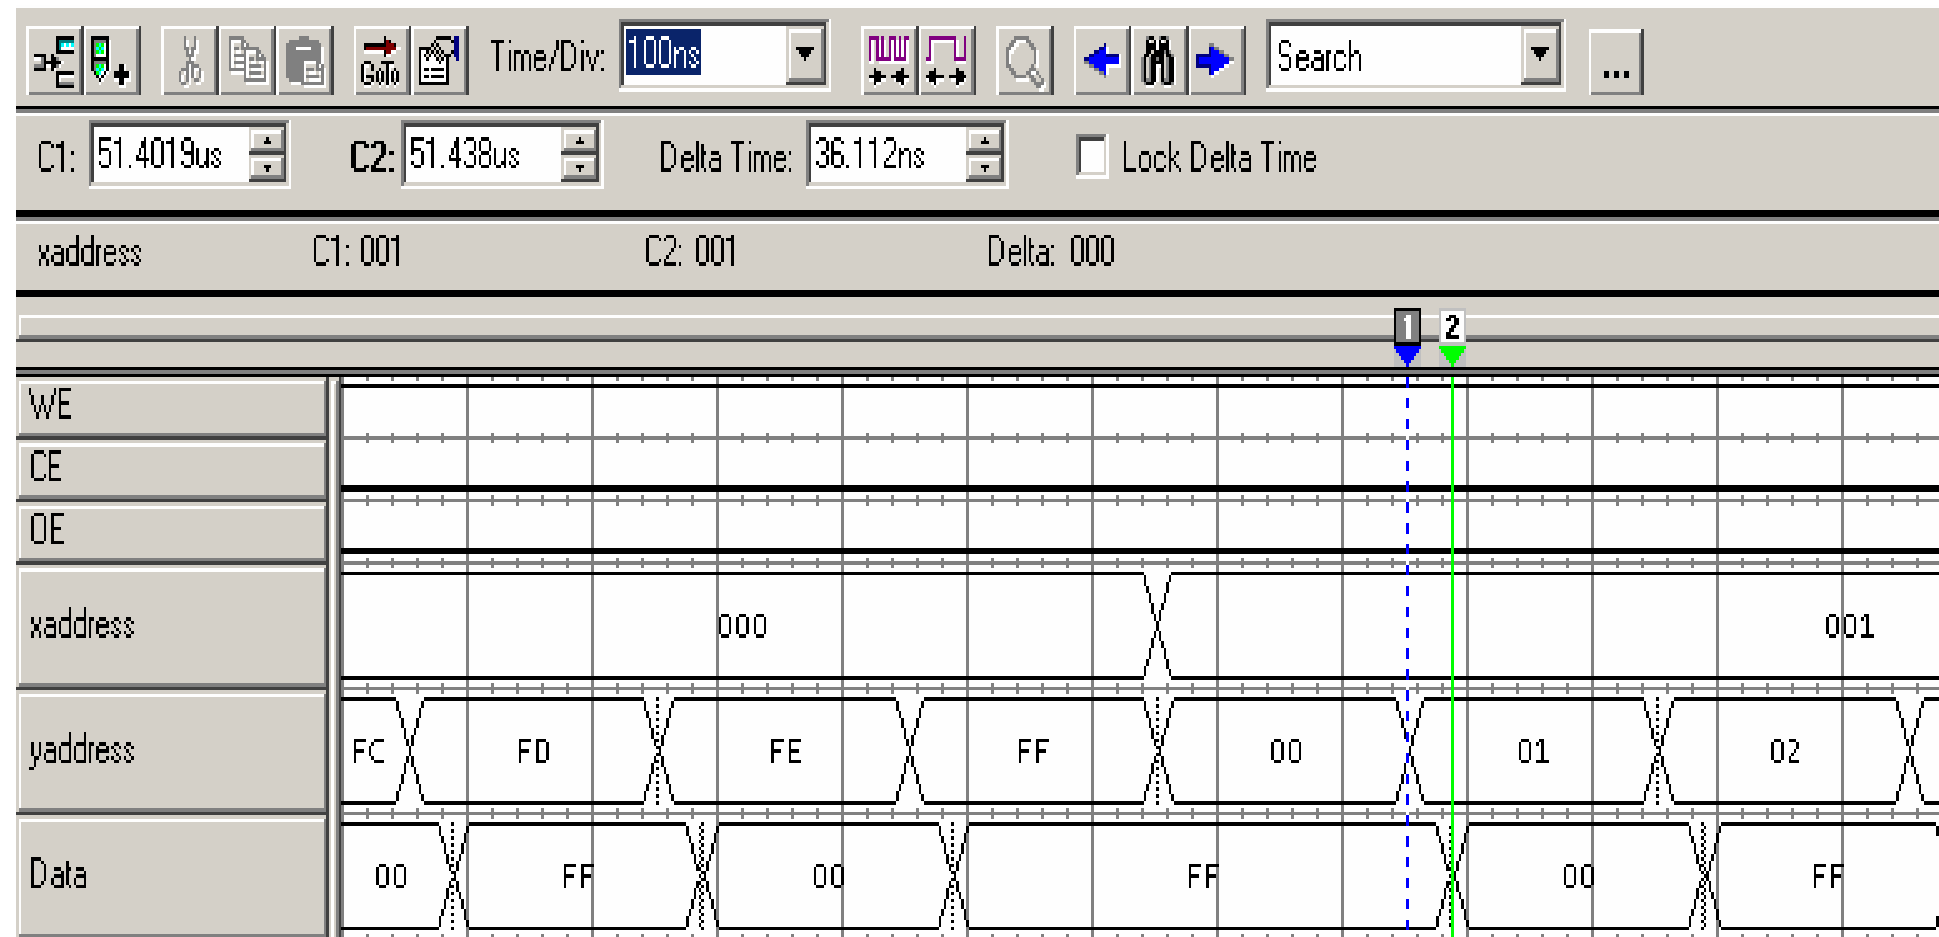 GoTo Time/Div: 100ns Search ...
C1: 51.4019us C2: 51.438us Delta Time: 36.112ns Lock Delta Time
xaddress C1: 001 C2: 001 Delta: 000
1 2
WE
CE
OE
xaddress 000 001
yaddress FC FD FE FF 00 01 02
Data 00 FF 00 FF 00 FF